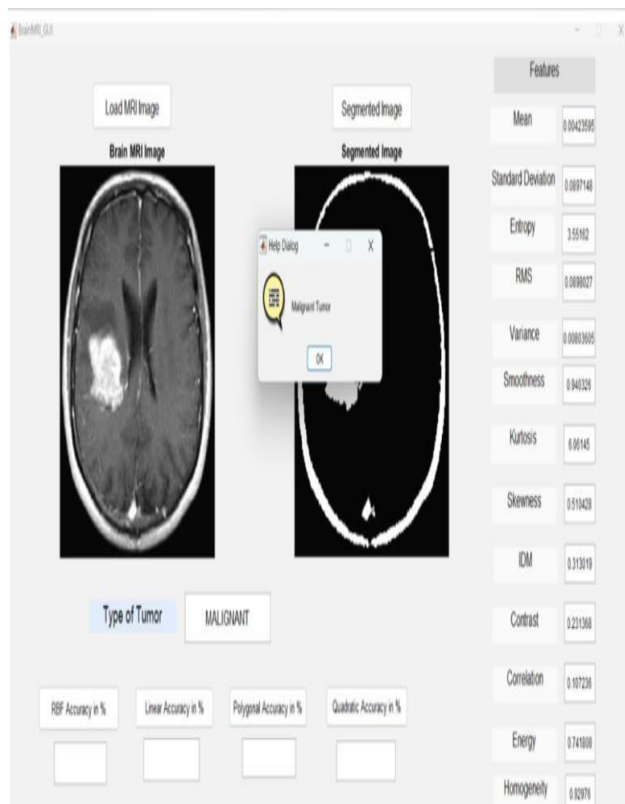 BrainMRI_GUI
Load MRI Image
Segmented Image
Brain MRI Image
Segmented Image
Help Dialog
Malignant Tumor
OK
Type of Tumor
MALIGNANT
RBF Accuracy in %
Linear Accuracy in %
Polygonal Accuracy in %
Quadratic Accuracy in %
Features
Mean
0.00423595
Standard Deviation
0.0897148
Entropy
3.55162
RMS
0.0898027
Variance
0.00803605
Smoothness
0.940326
Kurtosis
6.06145
Skewness
0.510428
IDM
0.313019
Contrast
0.231368
Correlation
0.107236
Energy
0.741808
Homogeneity
0.92976